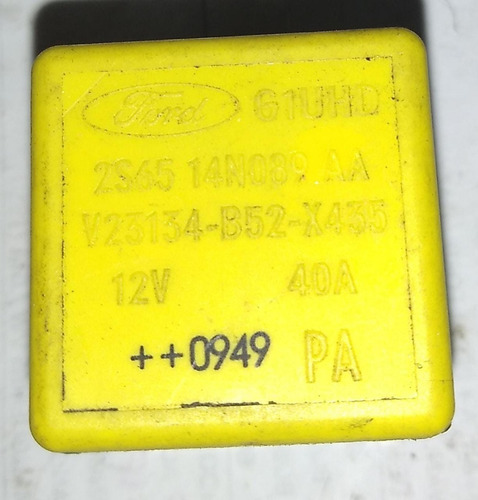 Ford G1UHD
2S65 14N089 AA
V23134-B52-X435
12V 40A
++0949 PA